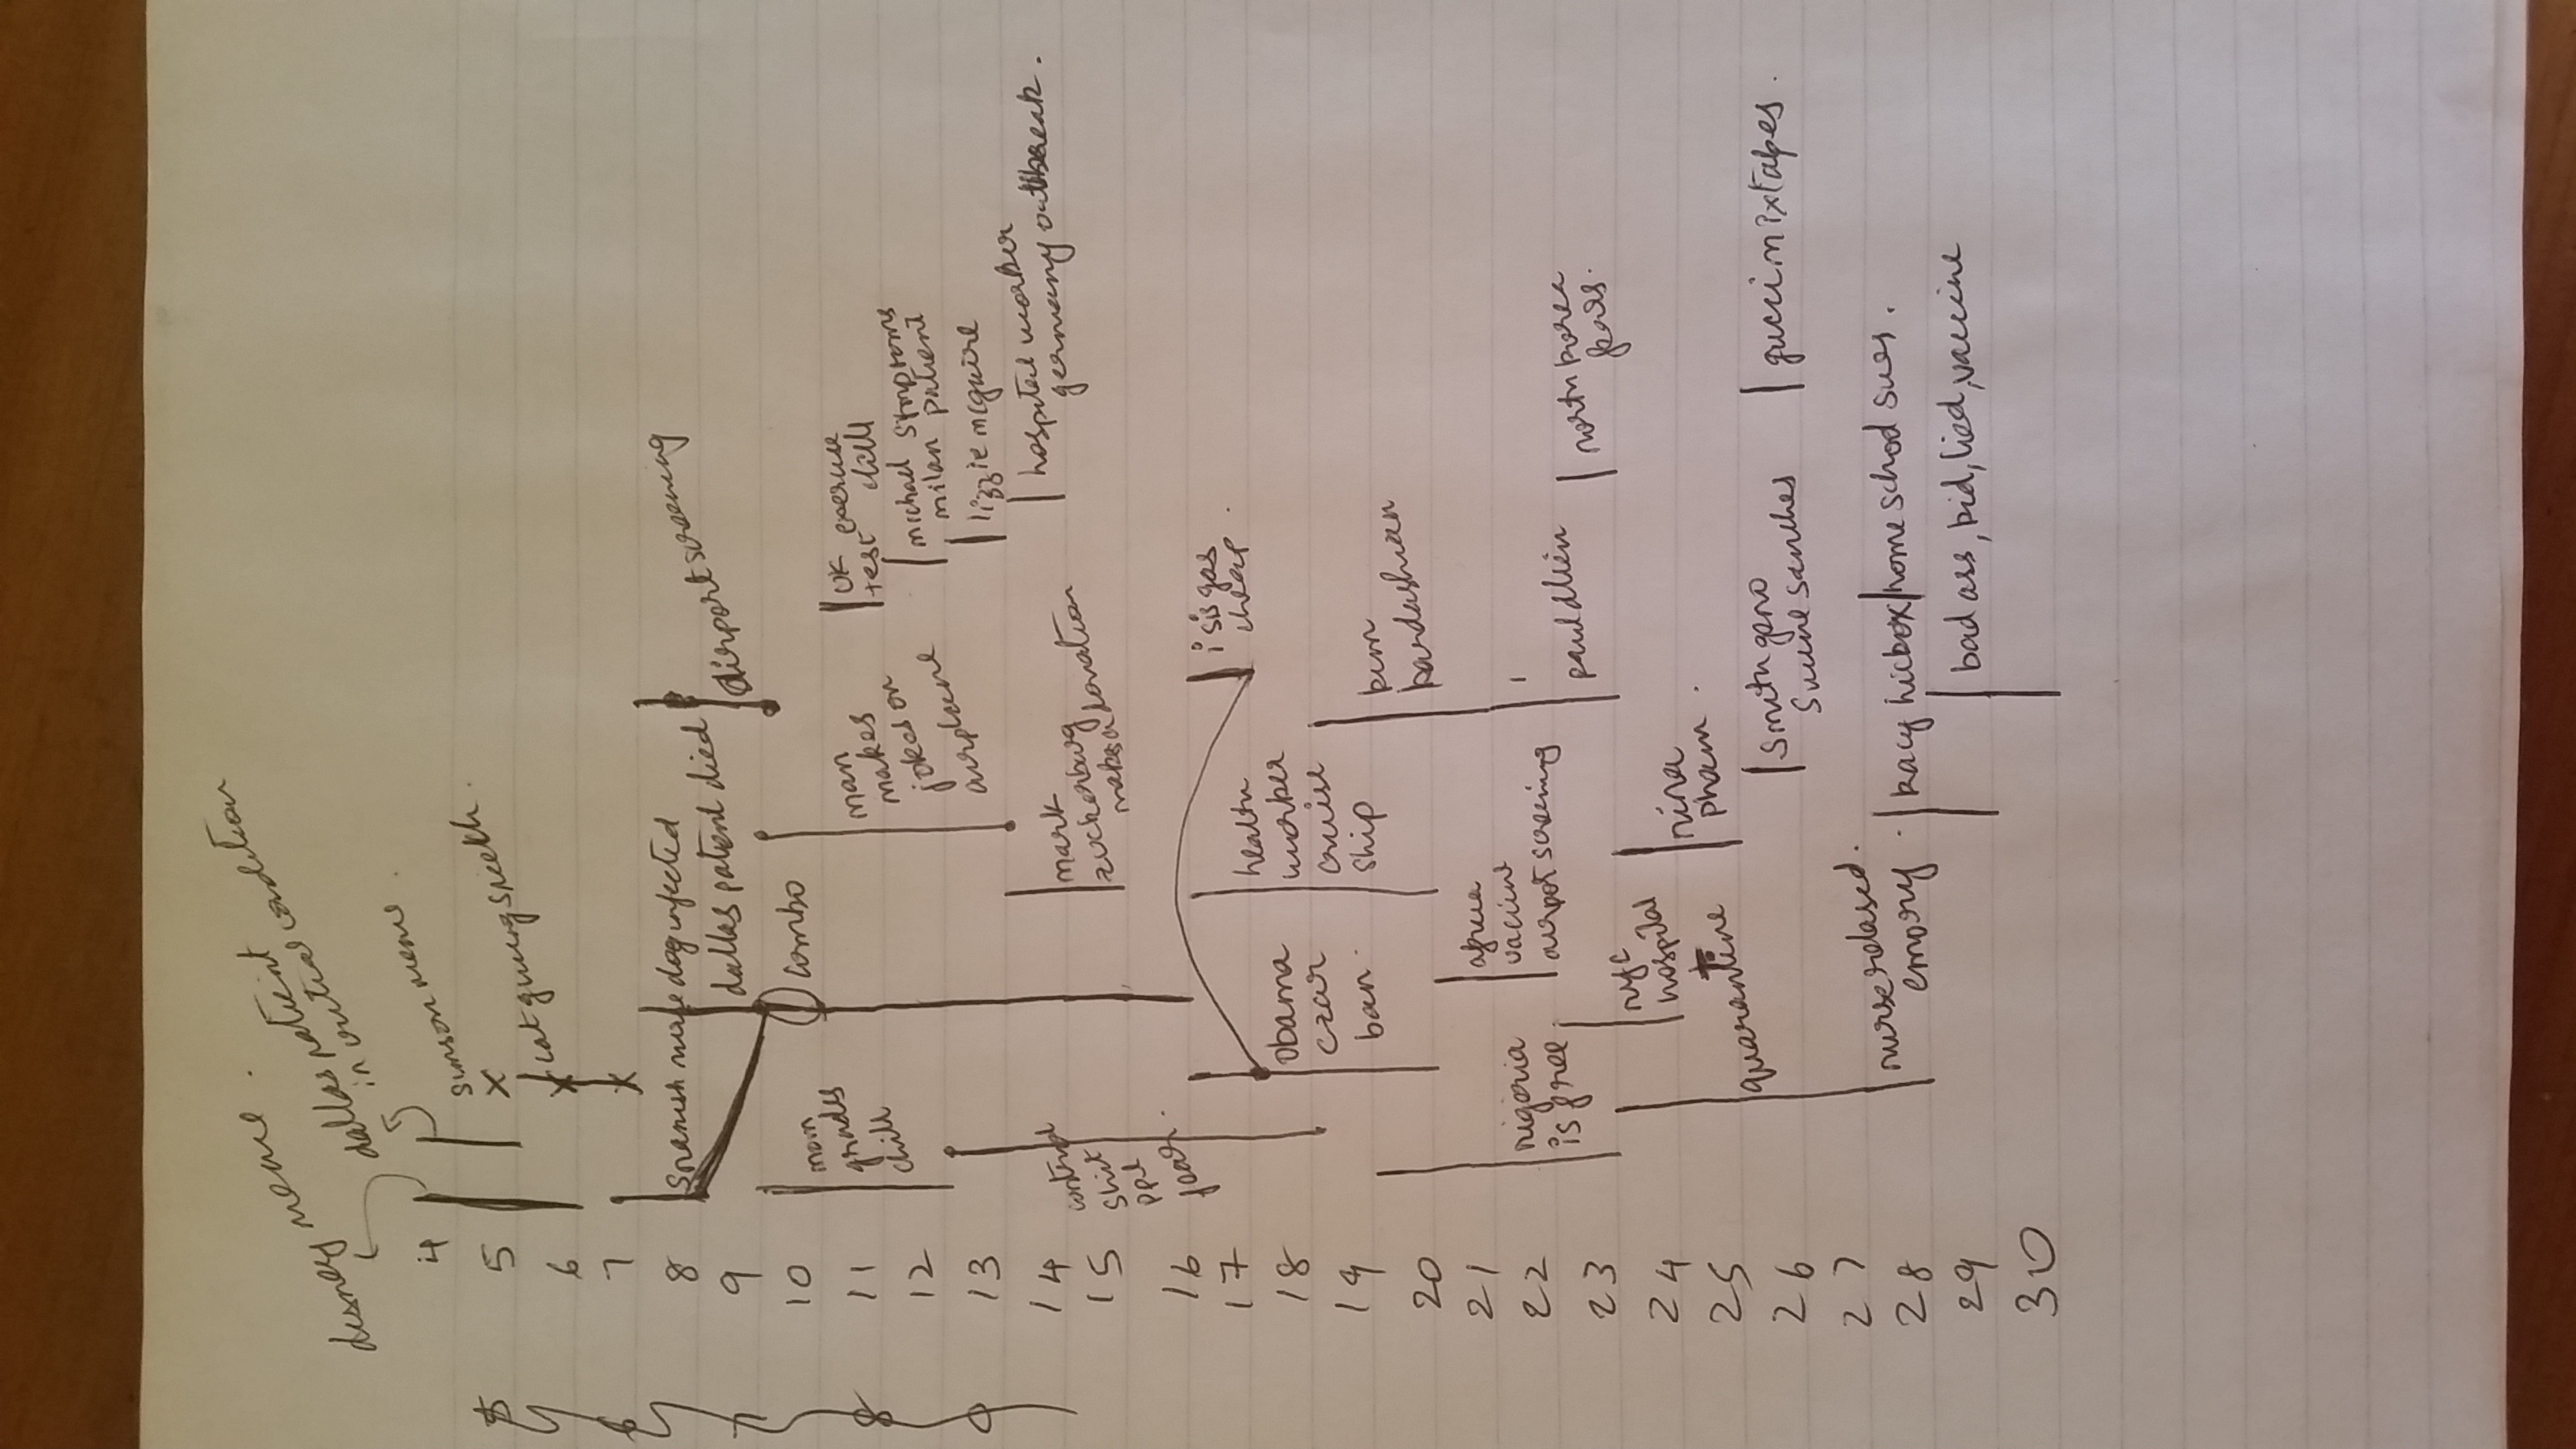 disney meme.
dallas patient
in critical condition
4
simson meme.
5
5
cat giving speech.
6
6
7
8
Spanish nurse dog infected
dallas patient died
airport screening
7
9
10
combo
mom
grades
chill
man
makes
jokes on
airplane
UK exercise
test drill
8
11
michael symptoms
milan patient
12
lizzie mcguire
13
hospital worker
germany outbreak.
14
mark
zuckerburg
makes a donation
15
control
shit
ppl
fear.
16
isis gas
cheap.
17
health
worker
cruise
ship
obama
czar
ban.
18
19
kim
kardashian
20
21
africa
vaccine
airport screening
22
nigeria
is free.
paul allen
north korea
fears.
23
nyc
hospital
24
nina
pham.
25
quarantine
smith geno
sanches
gucci mixtapes.
26
27
nurse released.
emory.
28
kacy hicbox
home school sues.
29
bad ass, kid, lied, vaccine
30